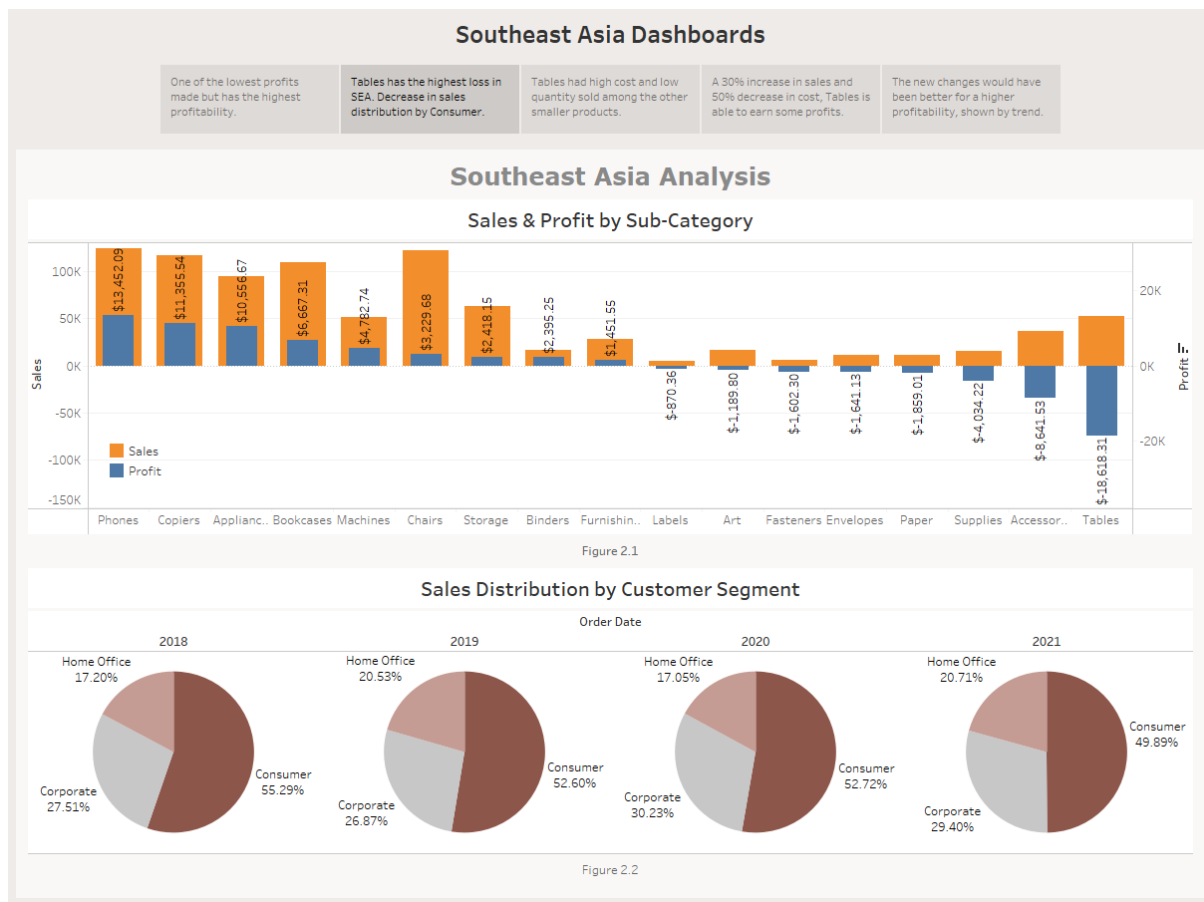 Southeast Asia Dashboards
One of the lowest profits
made but has the highest
profitability.
Tables has the highest loss in
SEA. Decrease in sales
distribution by Consumer.
Tables had high cost and low
quantity sold among the other
smaller products.
A 30% increase in sales and
50% decrease in cost, Tables is
able to earn some profits.
The new changes would have
been better for a higher
profitability, shown by trend.
Southeast Asia Analysis
Sales & Profit by Sub-Category
Sales
100K
50K
0K
-50K
-100K
-150K
$13,452.09
$11,355.54
$10,556.67
$6,667.31
$4,782.74
$3,229.68
$2,418.15
$2,395.25
$1,451.55
$-870.36
$-1,189.80
$-1,602.30
$-1,641.13
$-1,859.01
$-4,034.22
$-8,641.53
$-18,618.31
20K
0K
-20K
Profit
Sales
Profit
Phones Copiers Applianc.. Bookcases Machines Chairs Storage Binders Furnishin.. Labels Art Fasteners Envelopes Paper Supplies Accessor.. Tables
Figure 2.1
Sales Distribution by Customer Segment
Order Date
2018 2019 2020 2021
Home Office
17.20%
Corporate
27.51%
Consumer
55.29%
Home Office
20.53%
Corporate
26.87%
Consumer
52.60%
Home Office
17.05%
Corporate
30.23%
Consumer
52.72%
Home Office
20.71%
Corporate
29.40%
Consumer
49.89%
Figure 2.2